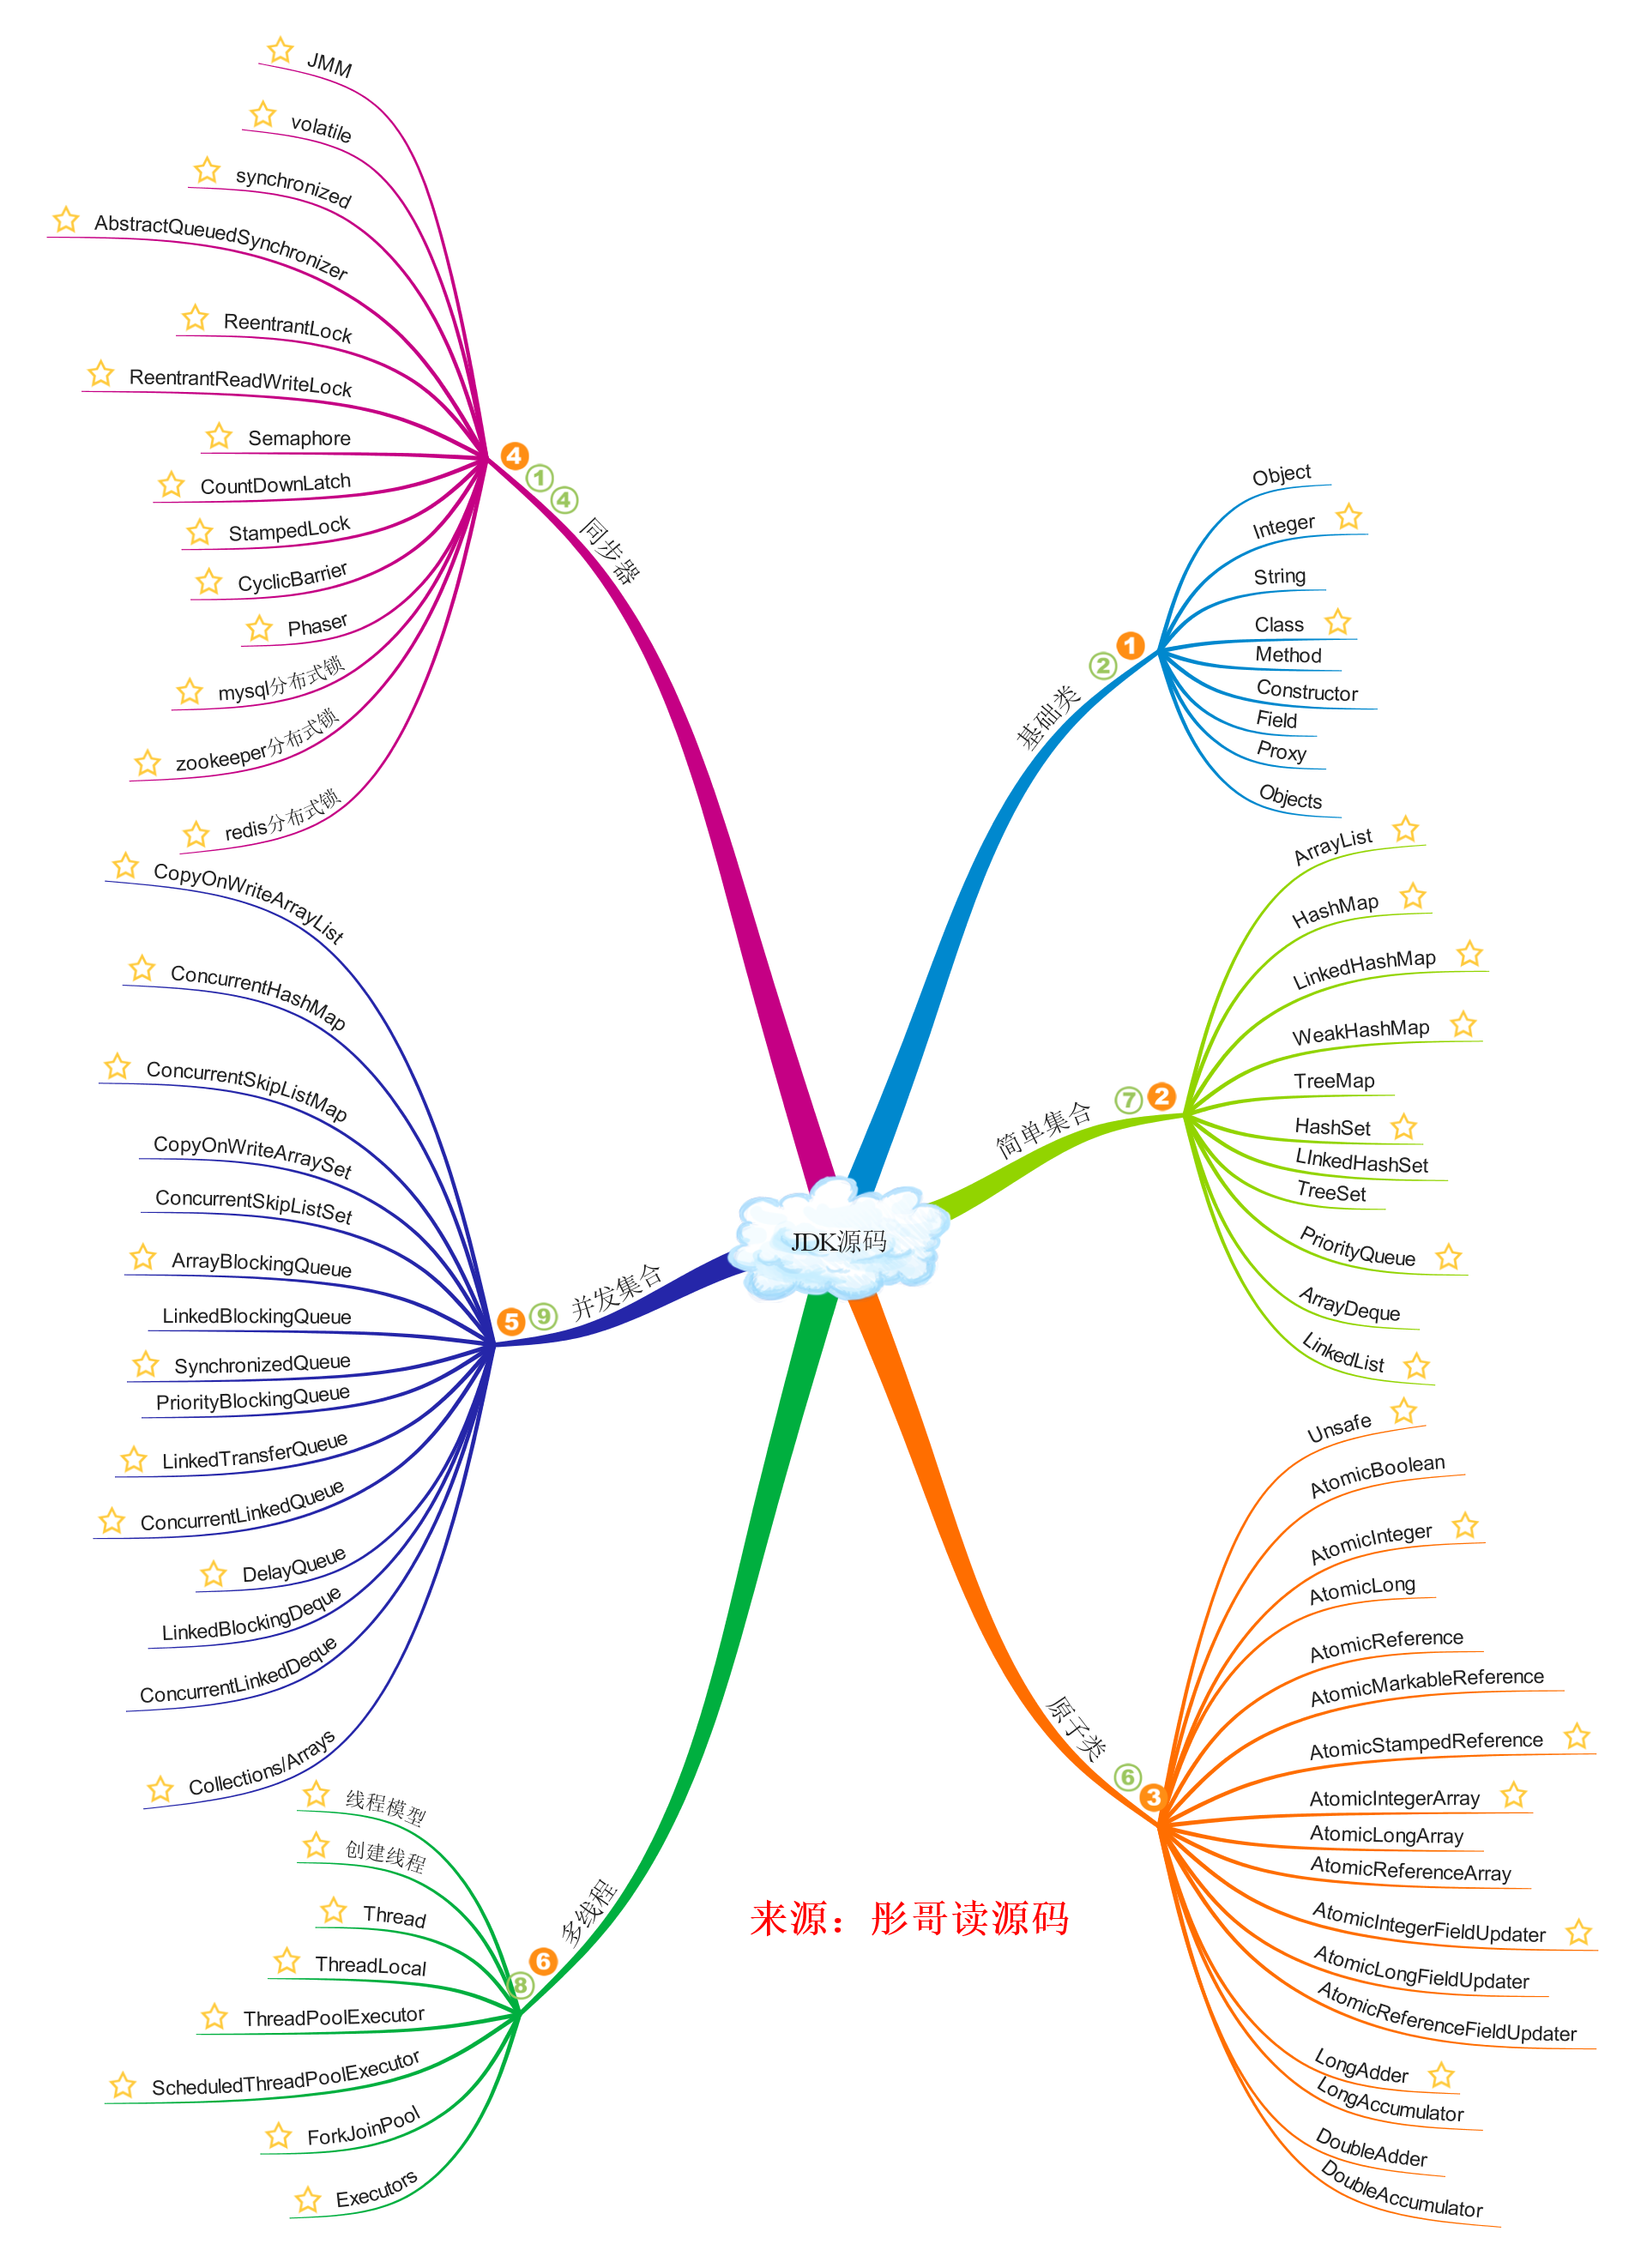 JDK源码
1
2
基础类
Object
Integer
String
Class
Method
Constructor
Field
Proxy
Objects
2
7
简单集合
ArrayList
HashMap
LinkedHashMap
WeakHashMap
TreeMap
HashSet
LInkedHashSet
TreeSet
PriorityQueue
ArrayDeque
LinkedList
3
6
原子类
Unsafe
AtomicBoolean
AtomicInteger
AtomicLong
AtomicReference
AtomicMarkableReference
AtomicStampedReference
AtomicIntegerArray
AtomicLongArray
AtomicReferenceArray
AtomicIntegerFieldUpdater
AtomicLongFieldUpdater
AtomicReferenceFieldUpdater
LongAdder
LongAccumulator
DoubleAdder
DoubleAccumulator
4
1
4
同步器
JMM
volatile
synchronized
AbstractQueuedSynchronizer
ReentrantLock
ReentrantReadWriteLock
Semaphore
CountDownLatch
StampedLock
CyclicBarrier
Phaser
mysql分布式锁
zookeeper分布式锁
redis分布式锁
5
9
并发集合
CopyOnWriteArrayList
ConcurrentHashMap
ConcurrentSkipListMap
CopyOnWriteArraySet
ConcurrentSkipListSet
ArrayBlockingQueue
LinkedBlockingQueue
SynchronizedQueue
PriorityBlockingQueue
LinkedTransferQueue
ConcurrentLinkedQueue
DelayQueue
LinkedBlockingDeque
ConcurrentLinkedDeque
Collections/Arrays
6
8
多线程
线程模型
创建线程
Thread
ThreadLocal
ThreadPoolExecutor
ScheduledThreadPoolExecutor
ForkJoinPool
Executors
来源：彤哥读源码